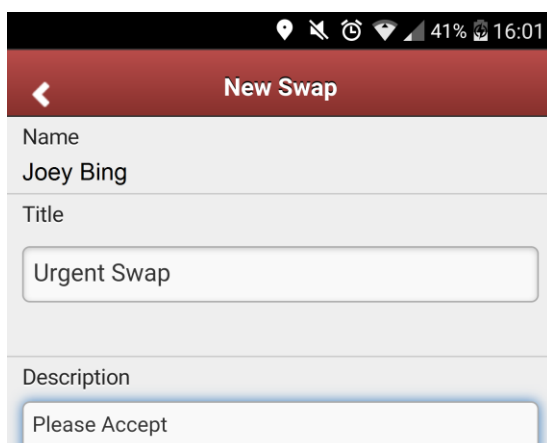 41% 16:01
New Swap
Name
Joey Bing
Title
Urgent Swap
Description
Please Accept